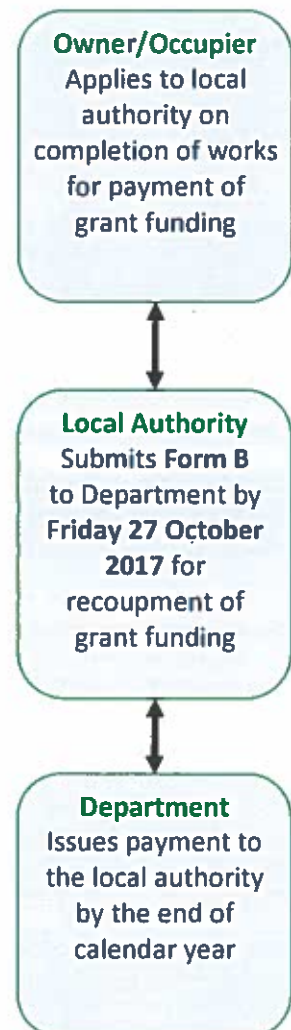 Owner/Occupier
Applies to local
authority on
completion of works
for payment of
grant funding
Local Authority
Submits Form B
to Department by
Friday 27 October
2017 for
recoupment of
grant funding
Department
Issues payment to
the local authority
by the end of
calendar year